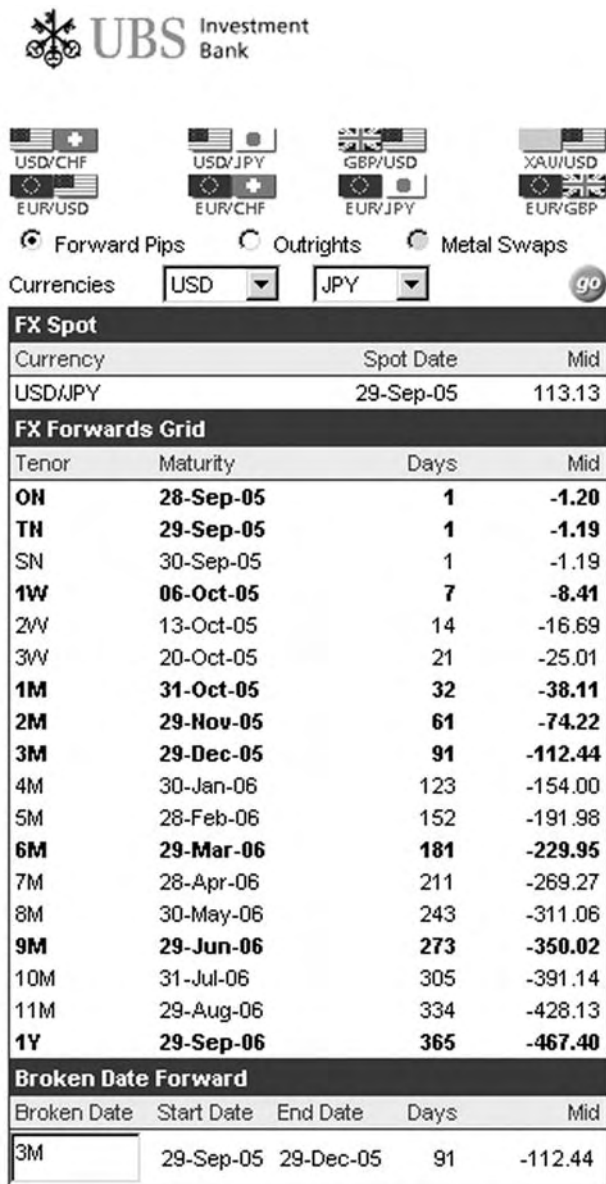 UBS Investment
Bank
USD/CHF USD/JPY GBP/USD XAU/USD
EUR/USD EUR/CHF EUR/JPY EUR/GBP
Forward Pips Outrights Metal Swaps
Currencies USD JPY go
FX Spot
Currency Spot Date Mid
USD/JPY 29-Sep-05 113.13
FX Forwards Grid
Tenor Maturity Days Mid
ON 28-Sep-05 1 -1.20
TN 29-Sep-05 1 -1.19
SN 30-Sep-05 1 -1.19
1W 06-Oct-05 7 -8.41
2W 13-Oct-05 14 -16.69
3W 20-Oct-05 21 -25.01
1M 31-Oct-05 32 -38.11
2M 29-Nov-05 61 -74.22
3M 29-Dec-05 91 -112.44
4M 30-Jan-06 123 -154.00
5M 28-Feb-06 152 -191.98
6M 29-Mar-06 181 -229.95
7M 28-Apr-06 211 -269.27
8M 30-May-06 243 -311.06
9M 29-Jun-06 273 -350.02
10M 31-Jul-06 305 -391.14
11M 29-Aug-06 334 -428.13
1Y 29-Sep-06 365 -467.40
Broken Date Forward
Broken Date Start Date End Date Days Mid
3M 29-Sep-05 29-Dec-05 91 -112.44